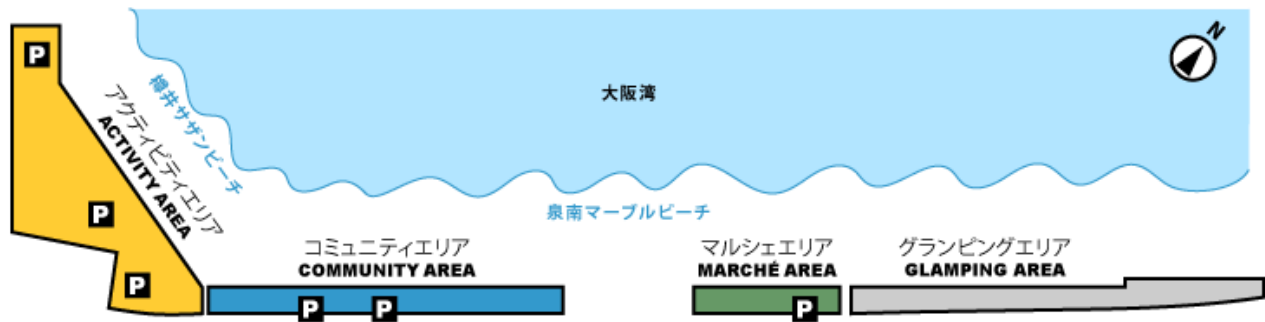 P
N
大阪湾
樽井サザンビーチ
アクティビティエリア
ACTIVITY AREA
P
泉南マーブルビーチ
コミュニティエリア
COMMUNITY AREA
マルシェエリア
MARCHÉ AREA
グランピングエリア
GLAMPING AREA
P
P
P
P